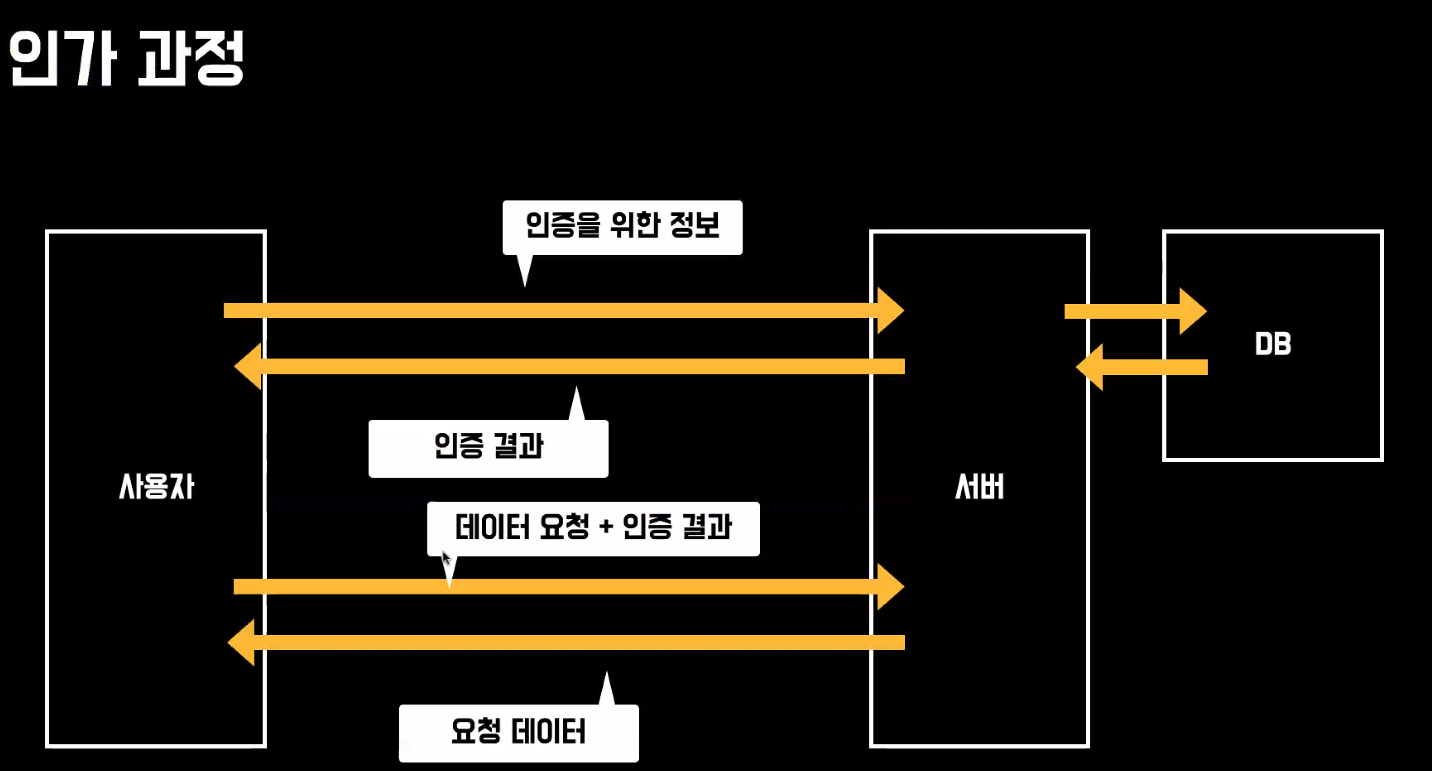 인가 과정
인증을 위한 정보
DB
인증 결과
사용자
서버
데이터 요청 + 인증 결과
요청 데이터